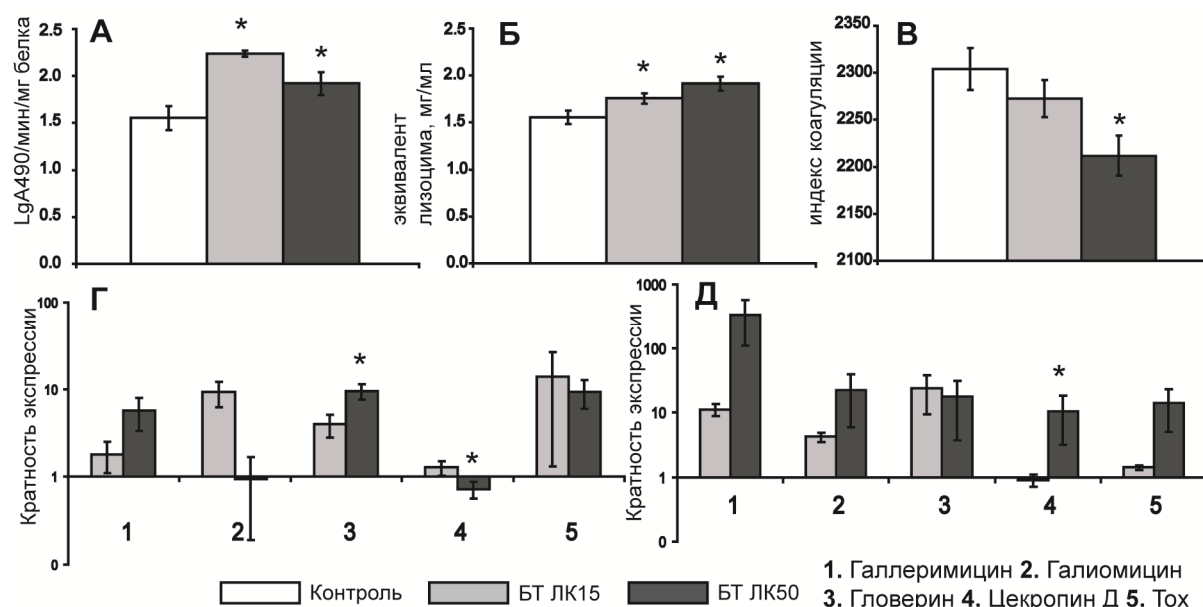 А
LgA490/мин/мг белка
2.5
2.0
1.5
1.0
0.5
0.0
*
*
Б
эквивалент
лизоцима, мг/мл
2.5
2.0
1.5
1.0
0.5
0.0
*
*
В
индекс коагуляции
2350
2300
2250
2200
2150
2100
*
Г
Кратность экспрессии
100
10
1
0
*
*
1 2 3 4 5
Д
Кратность экспрессии
1000
100
10
1
0
*
1 2 3 4 5
Контроль БТ ЛК15 БТ ЛК50
1. Галлеримицин 2. Галиомицин
3. Гловерин 4. Цекропин Д 5. Тох